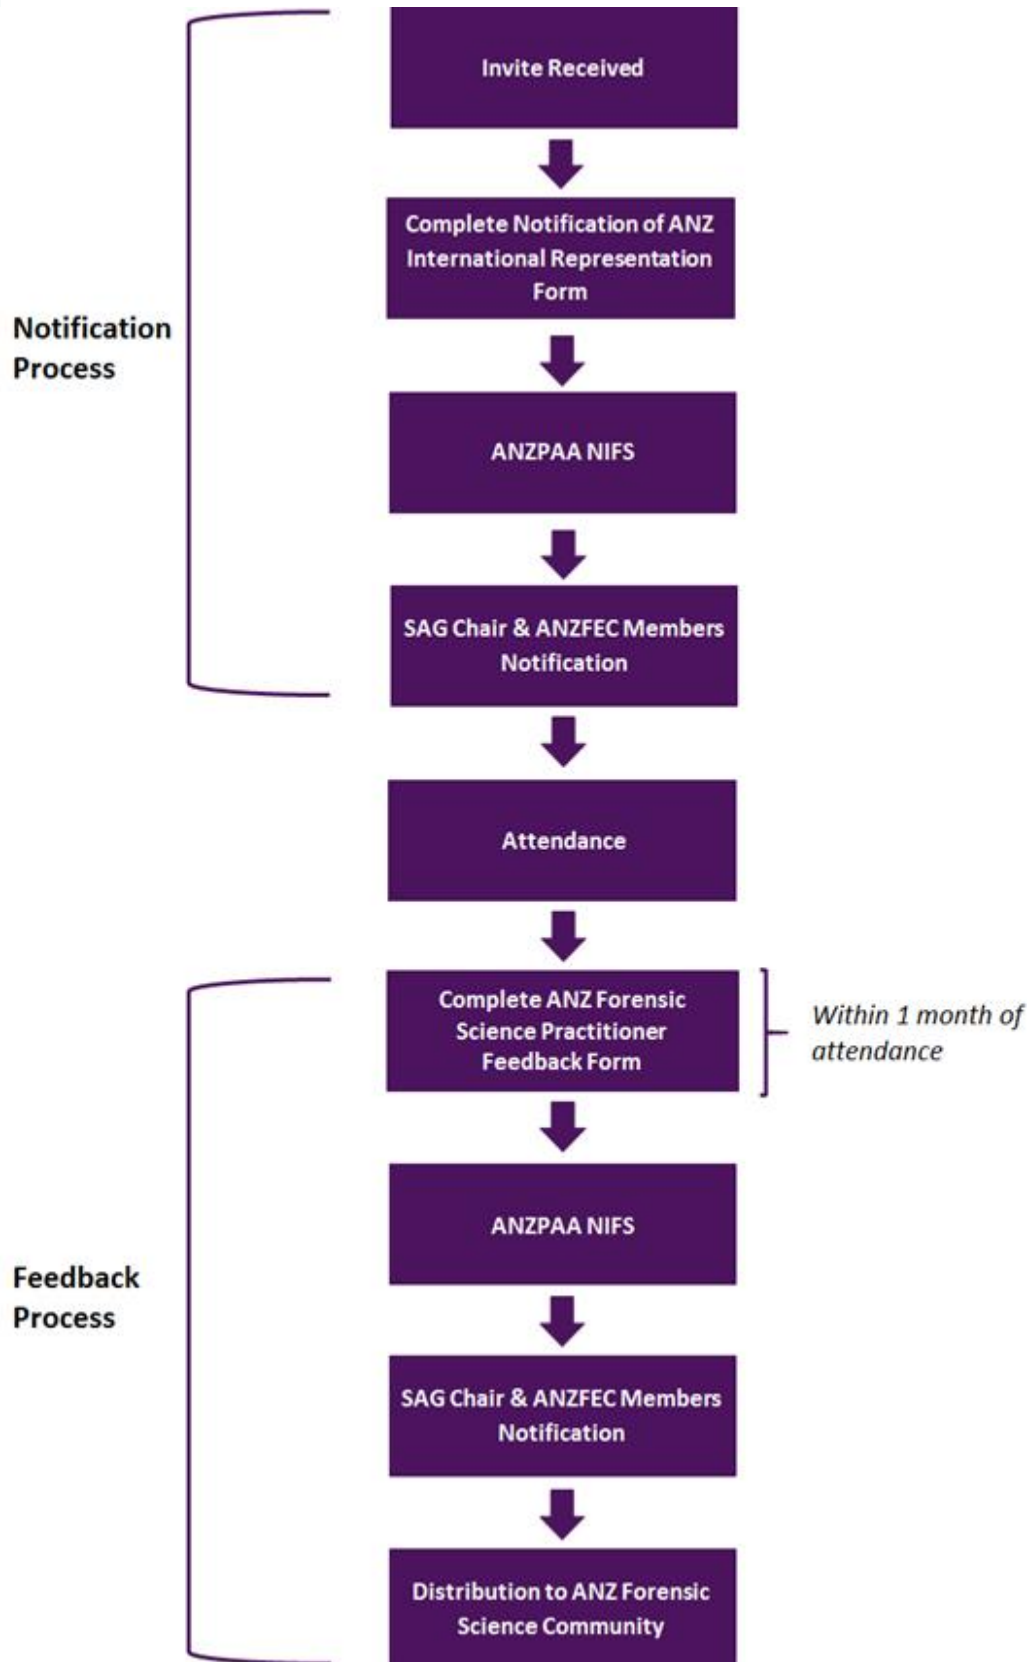 Invite Received
Complete Notification of ANZ
International Representation
Form
Notification
Process
ANZPAA NIFS
SAG Chair & ANZFEC Members
Notification
Attendance
Complete ANZ Forensic
Science Practitioner
Feedback Form
Within 1 month of
attendance
ANZPAA NIFS
Feedback
Process
SAG Chair & ANZFEC Members
Notification
Distribution to ANZ Forensic
Science Community